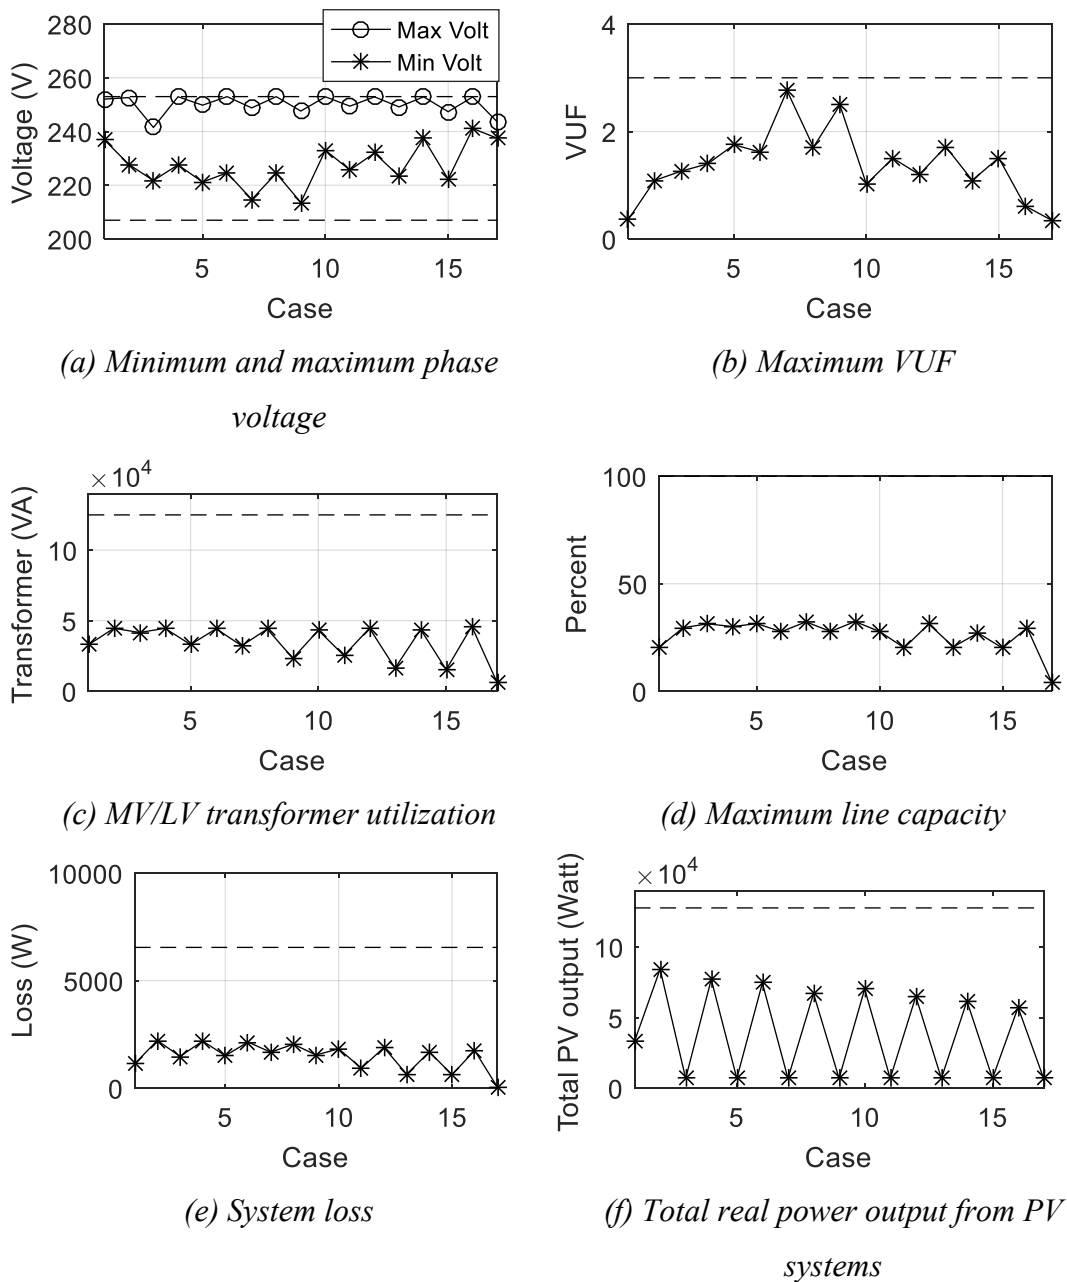 280
260
240
220
200
Voltage (V)
Max Volt
Min Volt
5
10
15
Case
(a) Minimum and maximum phase
voltage
4
2
0
VUF
5
10
15
Case
(b) Maximum VUF
×10⁴
10
5
0
Transformer (VA)
5
10
15
Case
(c) MV/LV transformer utilization
100
50
0
Percent
5
10
15
Case
(d) Maximum line capacity
10000
5000
0
Loss (W)
5
10
15
Case
(e) System loss
×10⁴
10
5
0
Total PV output (Watt)
5
10
15
Case
(f) Total real power output from PV
systems